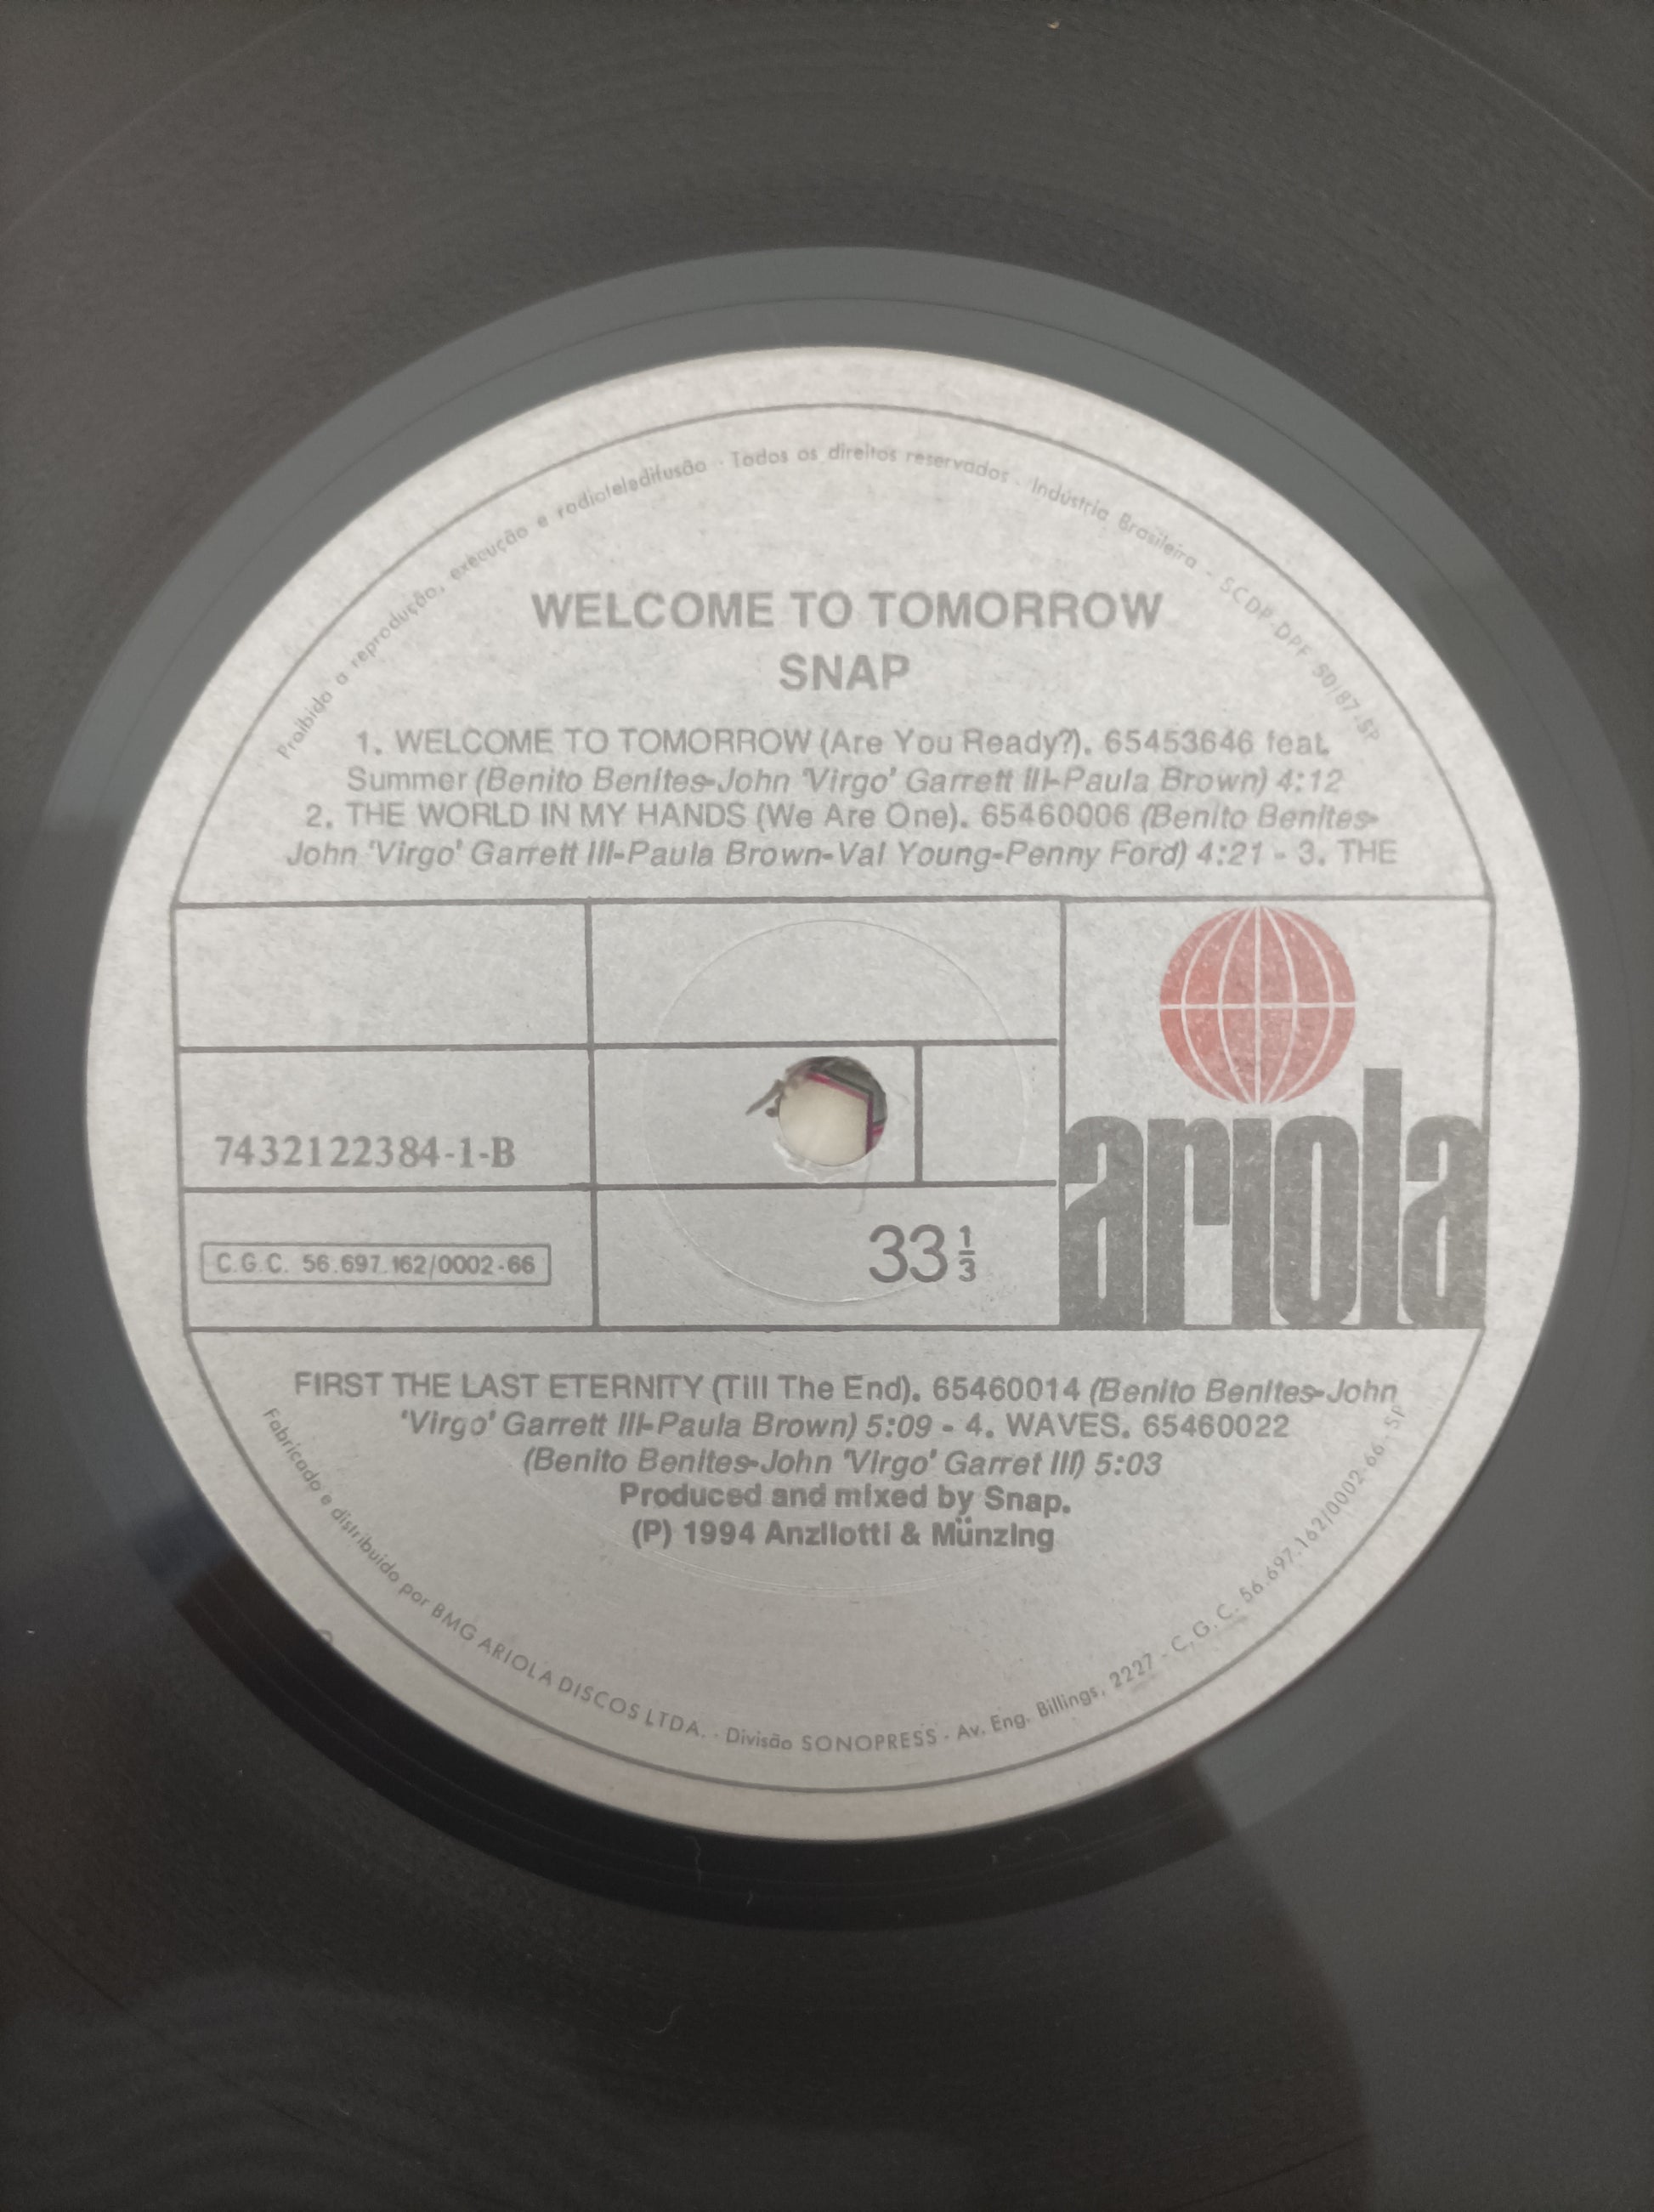 Proibido a reprodução, execução e radioteledifusão · Todos os direitos reservados · Indústria Brasileira - SCDP DPF 50/87-SP
WELCOME TO TOMORROW
SNAP
1. WELCOME TO TOMORROW (Are You Ready?). 65453646 feat.
Summer (Benito Benites-John 'Virgo' Garrett III-Paula Brown) 4:12
2. THE WORLD IN MY HANDS (We Are One). 65460006 (Benito Benites-
John 'Virgo' Garrett III-Paula Brown-Val Young-Penny Ford) 4:21 - 3. THE
7432122384-1-B
C.G.C. 56.697.162/0002-66
33 1/3
ariola
FIRST THE LAST ETERNITY (Till The End). 65460014 (Benito Benites-John
'Virgo' Garrett III-Paula Brown) 5:09 - 4. WAVES. 65460022
(Benito Benites-John 'Virgo' Garret III) 5:03
Produced and mixed by Snap.
(P) 1994 Anzilotti & Münzing
Fabricado e distribuido por BMG ARIOLA DISCOS LTDA. · Divisão SONOPRESS · Av. Eng. Billings, 2227 - C.G.C. 56.697.162/0002-66 - SP